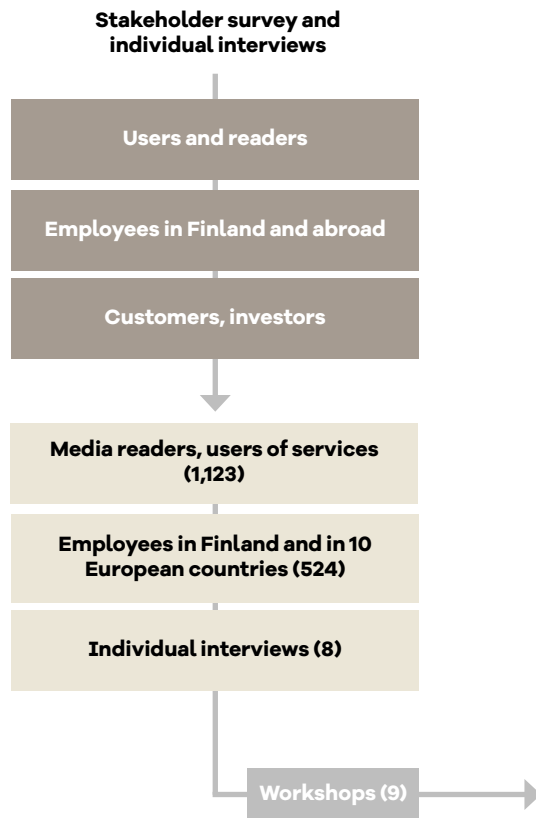 Stakeholder survey and
individual interviews
Users and readers
Employees in Finland and abroad
Customers, investors
Media readers, users of services
(1,123)
Employees in Finland and in 10
European countries (524)
Individual interviews (8)
Workshops (9)